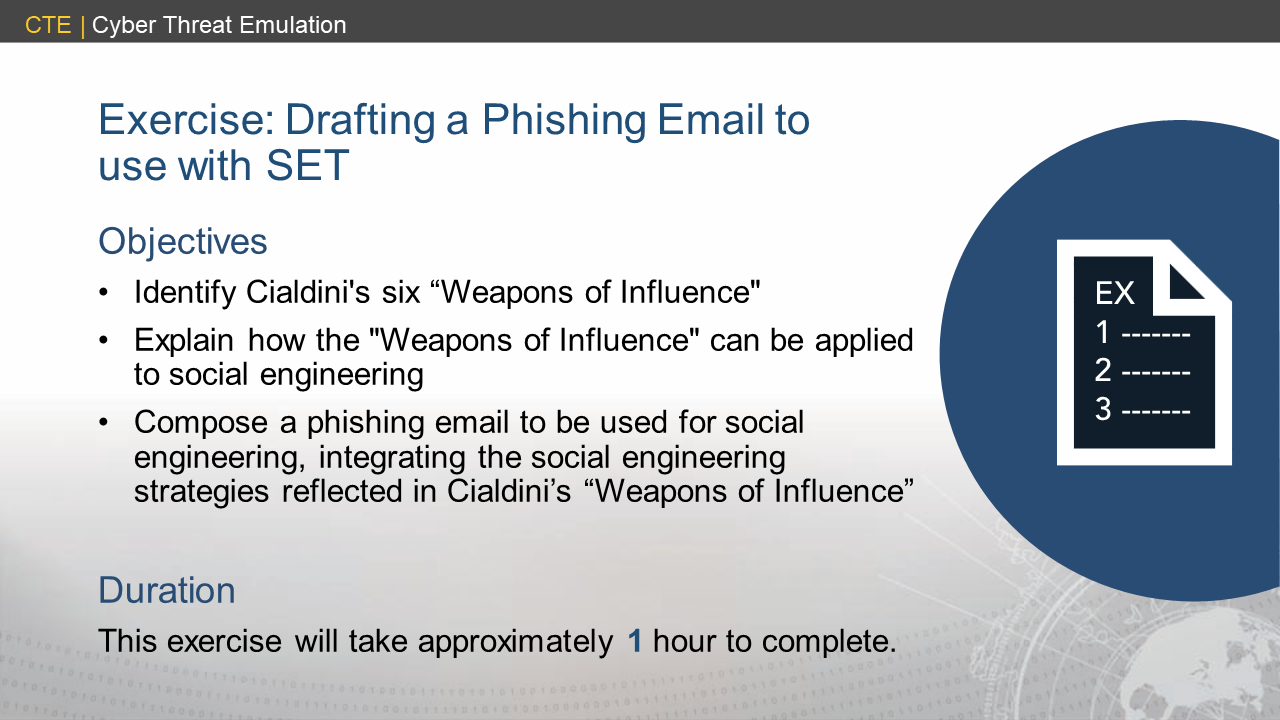 CTE | Cyber Threat Emulation
Exercise: Drafting a Phishing Email to
use with SET
Objectives
• Identify Cialdini's six “Weapons of Influence"
• Explain how the "Weapons of Influence" can be applied
to social engineering
• Compose a phishing email to be used for social
engineering, integrating the social engineering
strategies reflected in Cialdini’s “Weapons of Influence”
EX
1 -------
2 -------
3 -------
Duration
This exercise will take approximately 1 hour to complete.